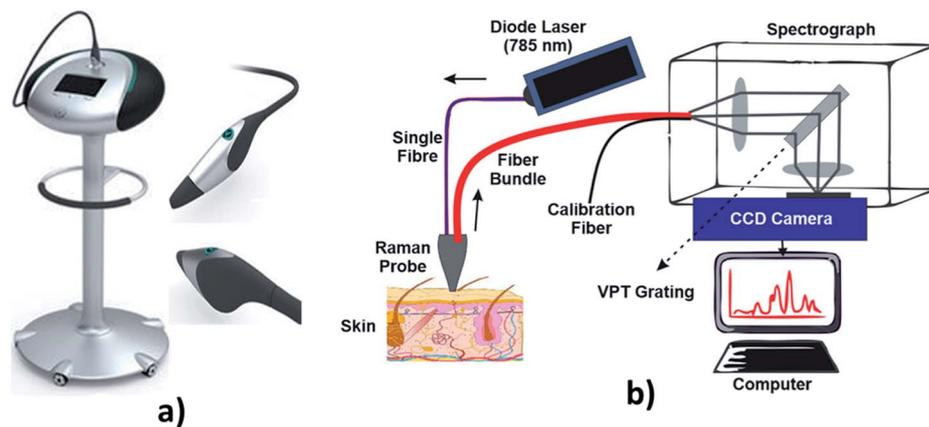 Diode Laser
(785 nm)
Spectrograph
Single
Fibre
Fiber
Bundle
Calibration
Fiber
CCD Camera
Raman
Probe
VPT Grating
Skin
Computer
a)
b)